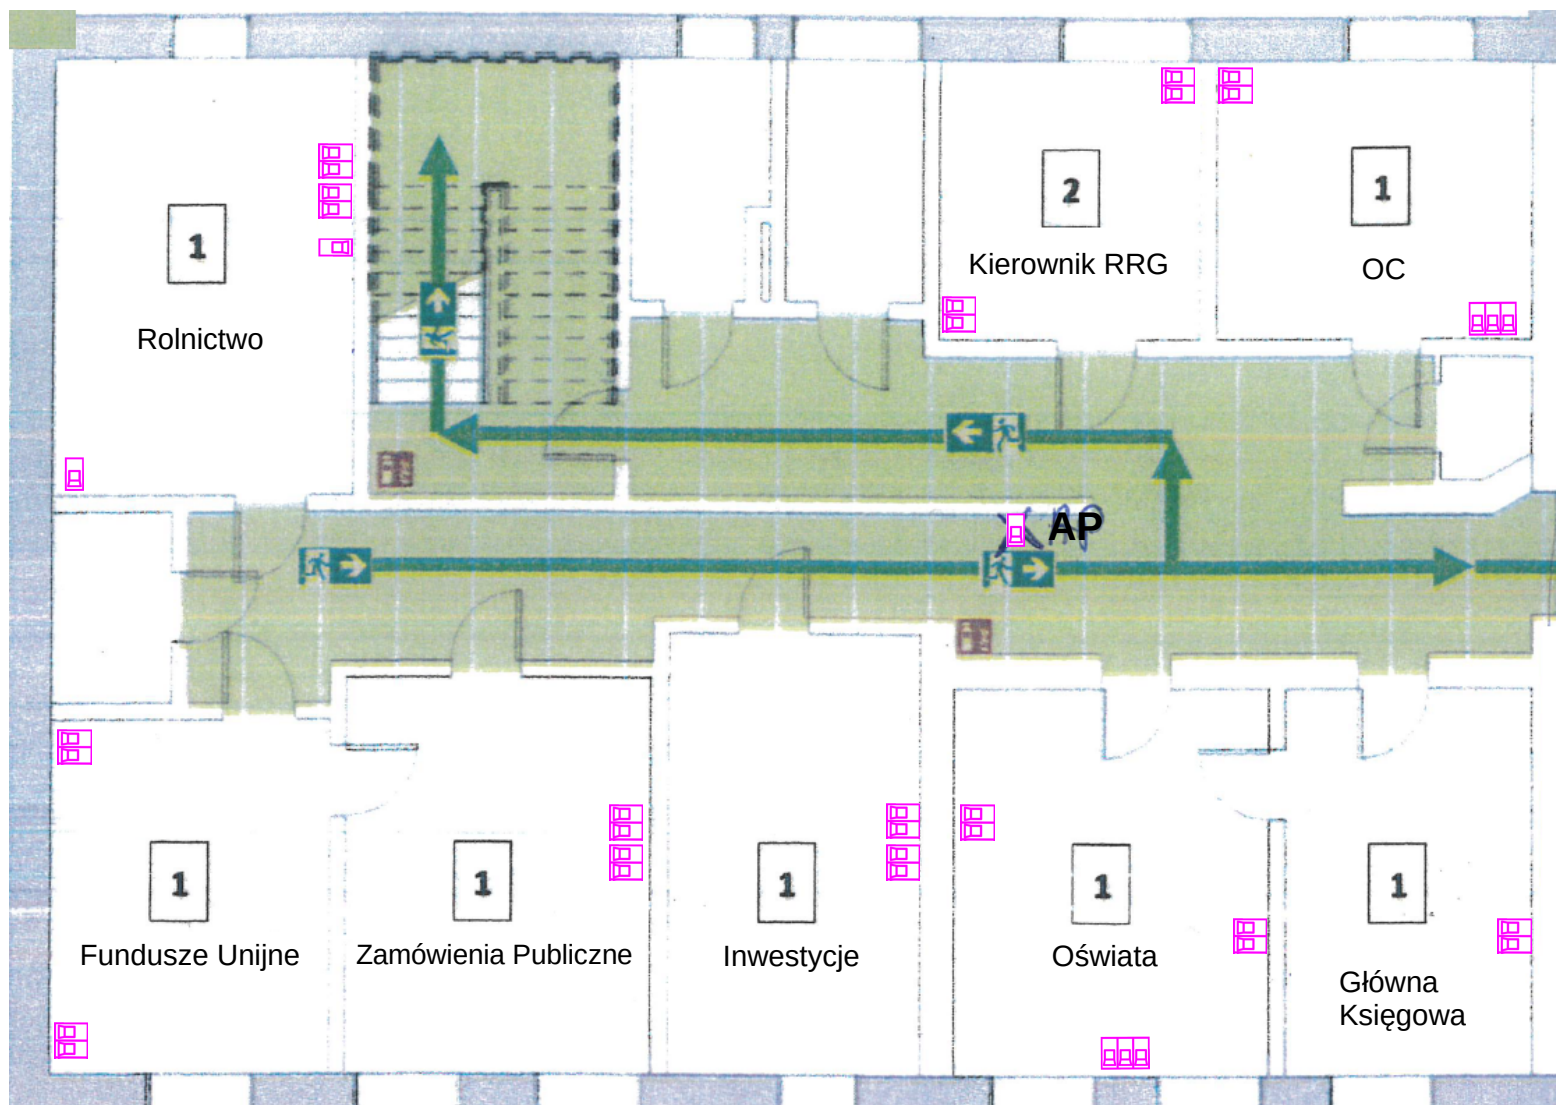 2
1
Kierownik RRG
OC
1
Rolnictwo
AP
1
1
1
1
1
Fundusze Unijne
Zamówienia Publiczne
Inwestycje
Oświata
Główna
Księgowa